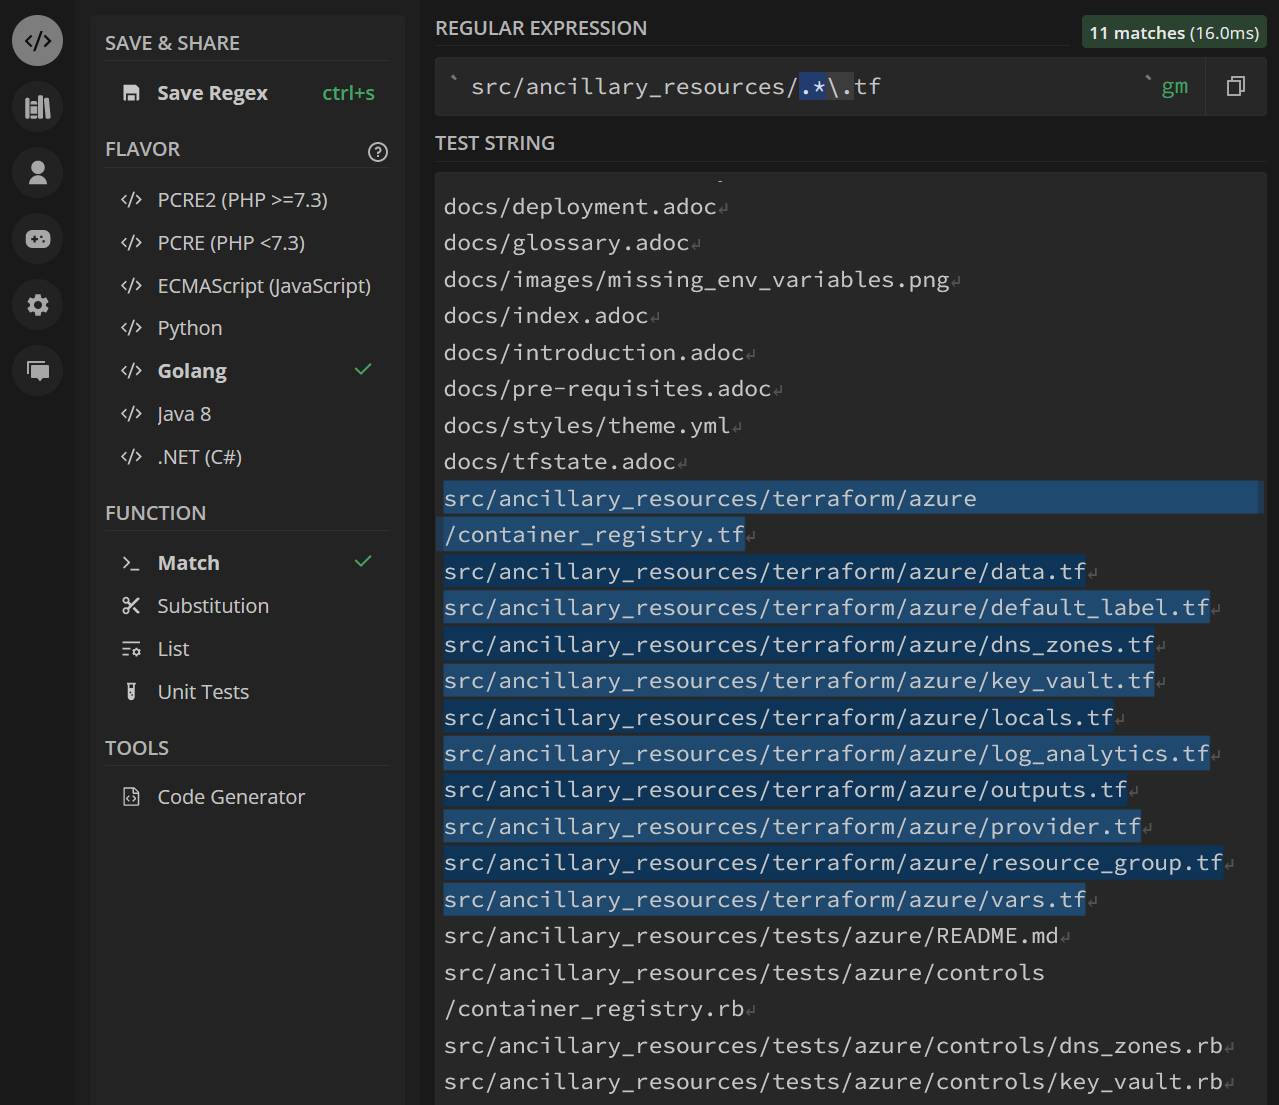 SAVE & SHARE
Save Regex ctrl+s
FLAVOR
PCRE2 (PHP >=7.3)
PCRE (PHP <7.3)
ECMAScript (JavaScript)
Python
Golang
Java 8
.NET (C#)
FUNCTION
Match
Substitution
List
Unit Tests
TOOLS
Code Generator
REGULAR EXPRESSION
11 matches (16.0ms)
` src/ancillary_resources/.*\.tf ` gm
TEST STRING
docs/deployment.adoc
docs/glossary.adoc
docs/images/missing_env_variables.png
docs/index.adoc
docs/introduction.adoc
docs/pre-requisites.adoc
docs/styles/theme.yml
docs/tfstate.adoc
src/ancillary_resources/terraform/azure
/container_registry.tf
src/ancillary_resources/terraform/azure/data.tf
src/ancillary_resources/terraform/azure/default_label.tf
src/ancillary_resources/terraform/azure/dns_zones.tf
src/ancillary_resources/terraform/azure/key_vault.tf
src/ancillary_resources/terraform/azure/locals.tf
src/ancillary_resources/terraform/azure/log_analytics.tf
src/ancillary_resources/terraform/azure/outputs.tf
src/ancillary_resources/terraform/azure/provider.tf
src/ancillary_resources/terraform/azure/resource_group.tf
src/ancillary_resources/terraform/azure/vars.tf
src/ancillary_resources/tests/azure/README.md
src/ancillary_resources/tests/azure/controls
/container_registry.rb
src/ancillary_resources/tests/azure/controls/dns_zones.rb
src/ancillary_resources/tests/azure/controls/key_vault.rb